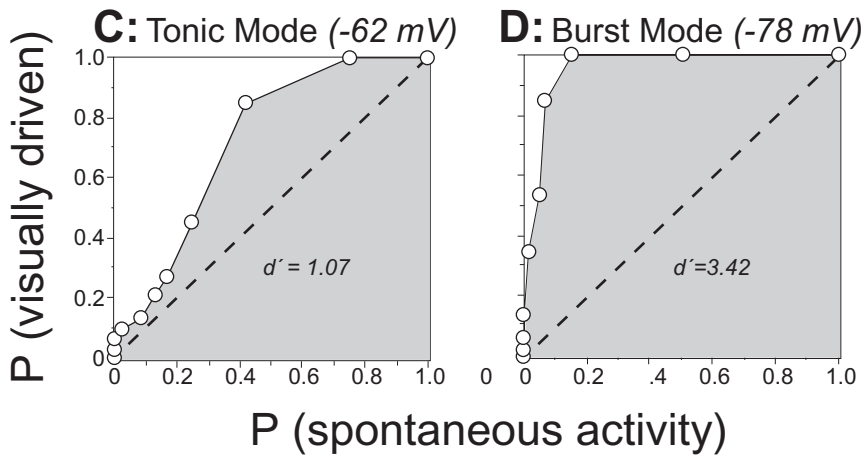 C: Tonic Mode (-62 mV)
D: Burst Mode (-78 mV)
P (visually driven)
1.0
0.8
0.6
0.4
0.2
0
d´ = 1.07
0 0.2 0.4 0.6 0.8 1.0
d´=3.42
0 0 0.2 .4 0.6 0.8 1.0
P (spontaneous activity)